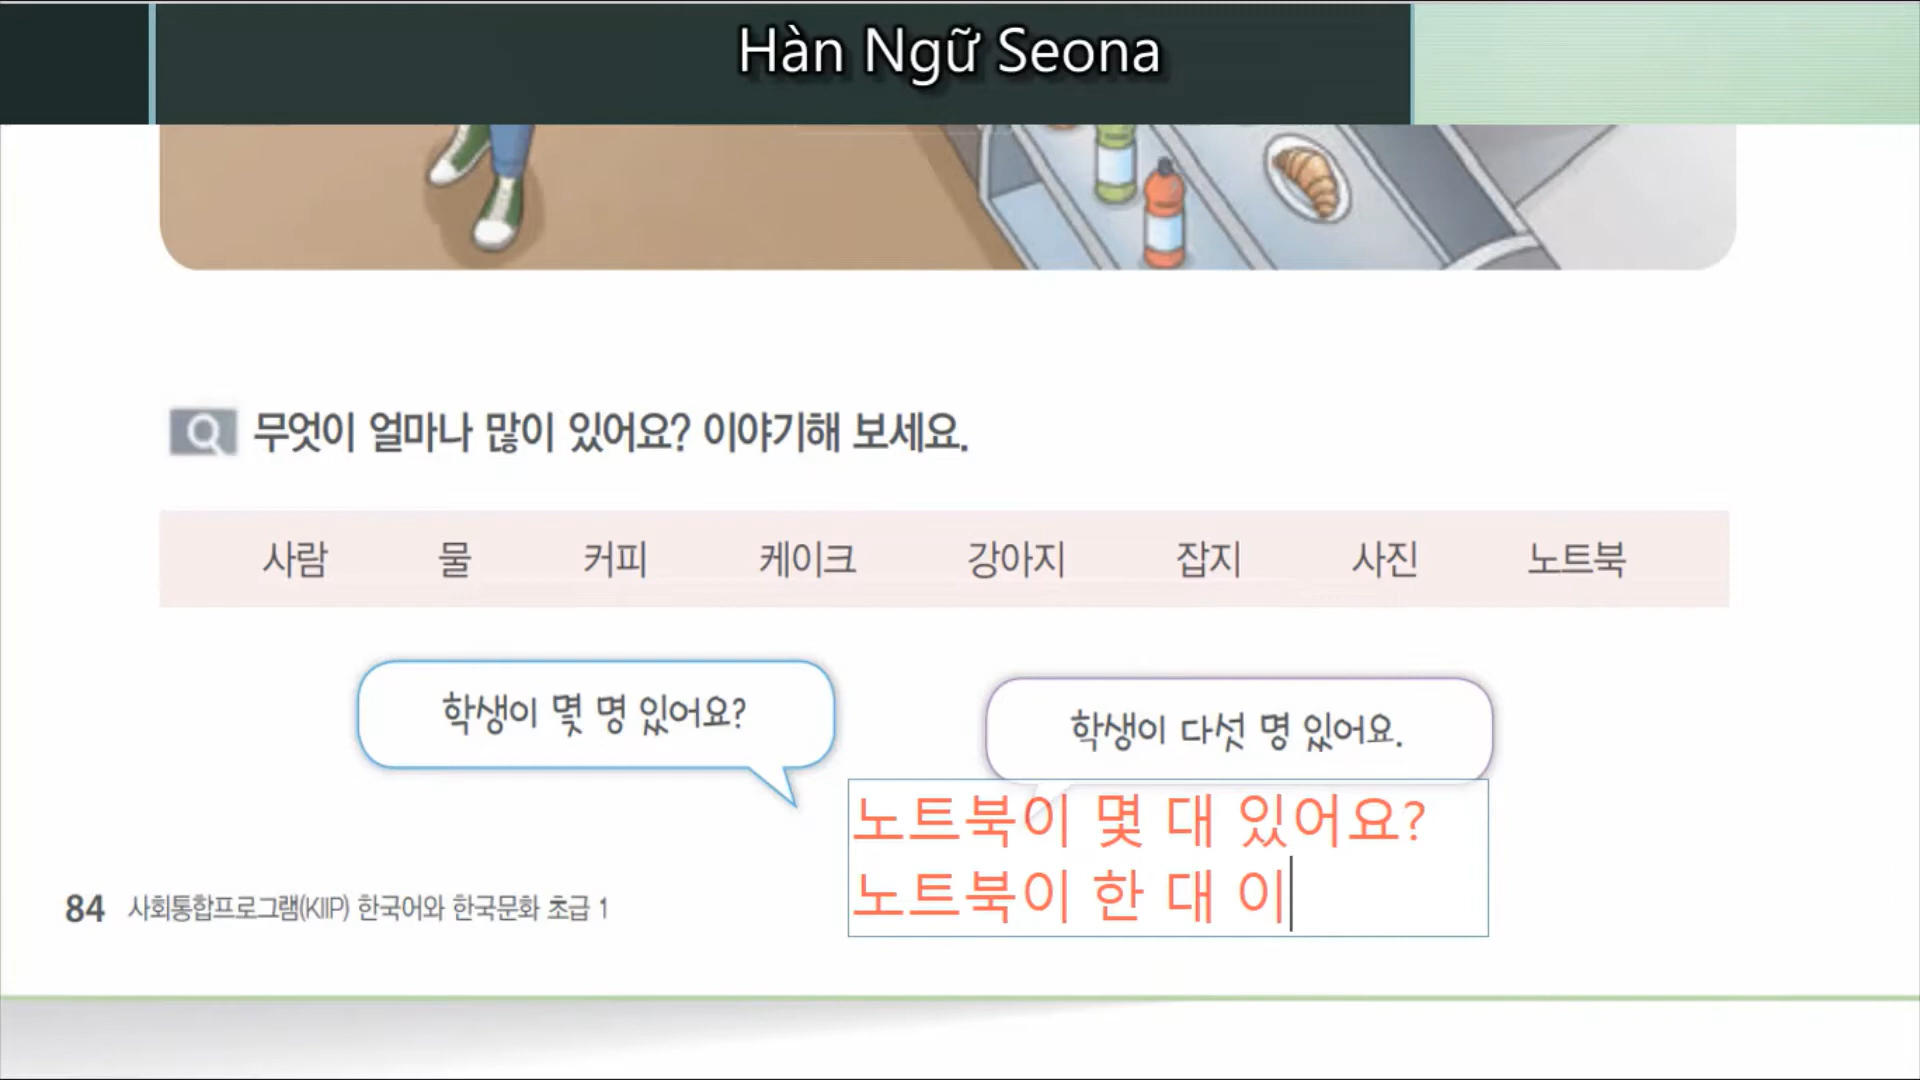 Hàn Ngữ Seona
무엇이 얼마나 많이 있어요? 이야기해 보세요.
사람 물 커피 케이크 강아지 잡지 사진 노트북
학생이 몇 명 있어요?
학생이 다섯 명 있어요.
노트북이 몇 대 있어요?
노트북이 한 대 이
84 사회통합프로그램(KIIP) 한국어와 한국문화 초급 1